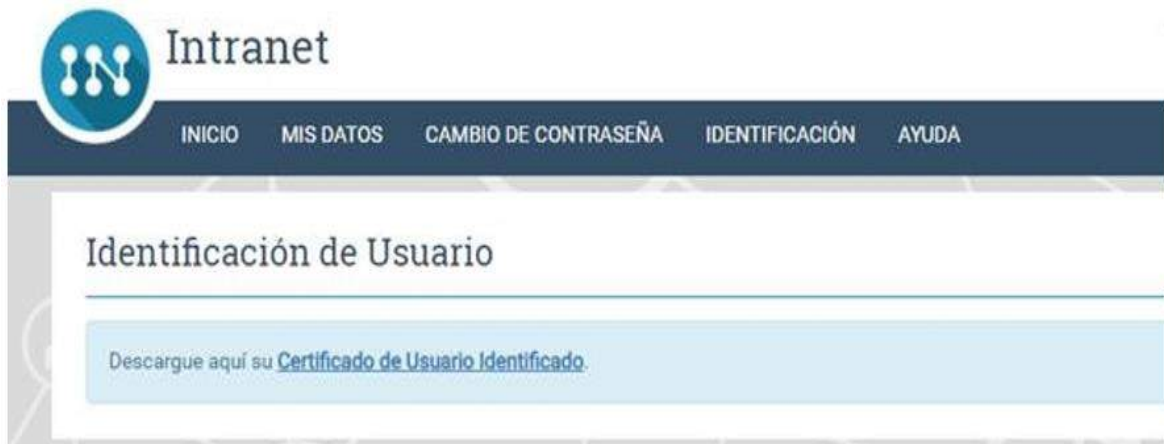 IN
Intranet
INICIO MIS DATOS CAMBIO DE CONTRASEÑA IDENTIFICACIÓN AYUDA
Identificación de Usuario
Descargue aquí su Certificado de Usuario Identificado.